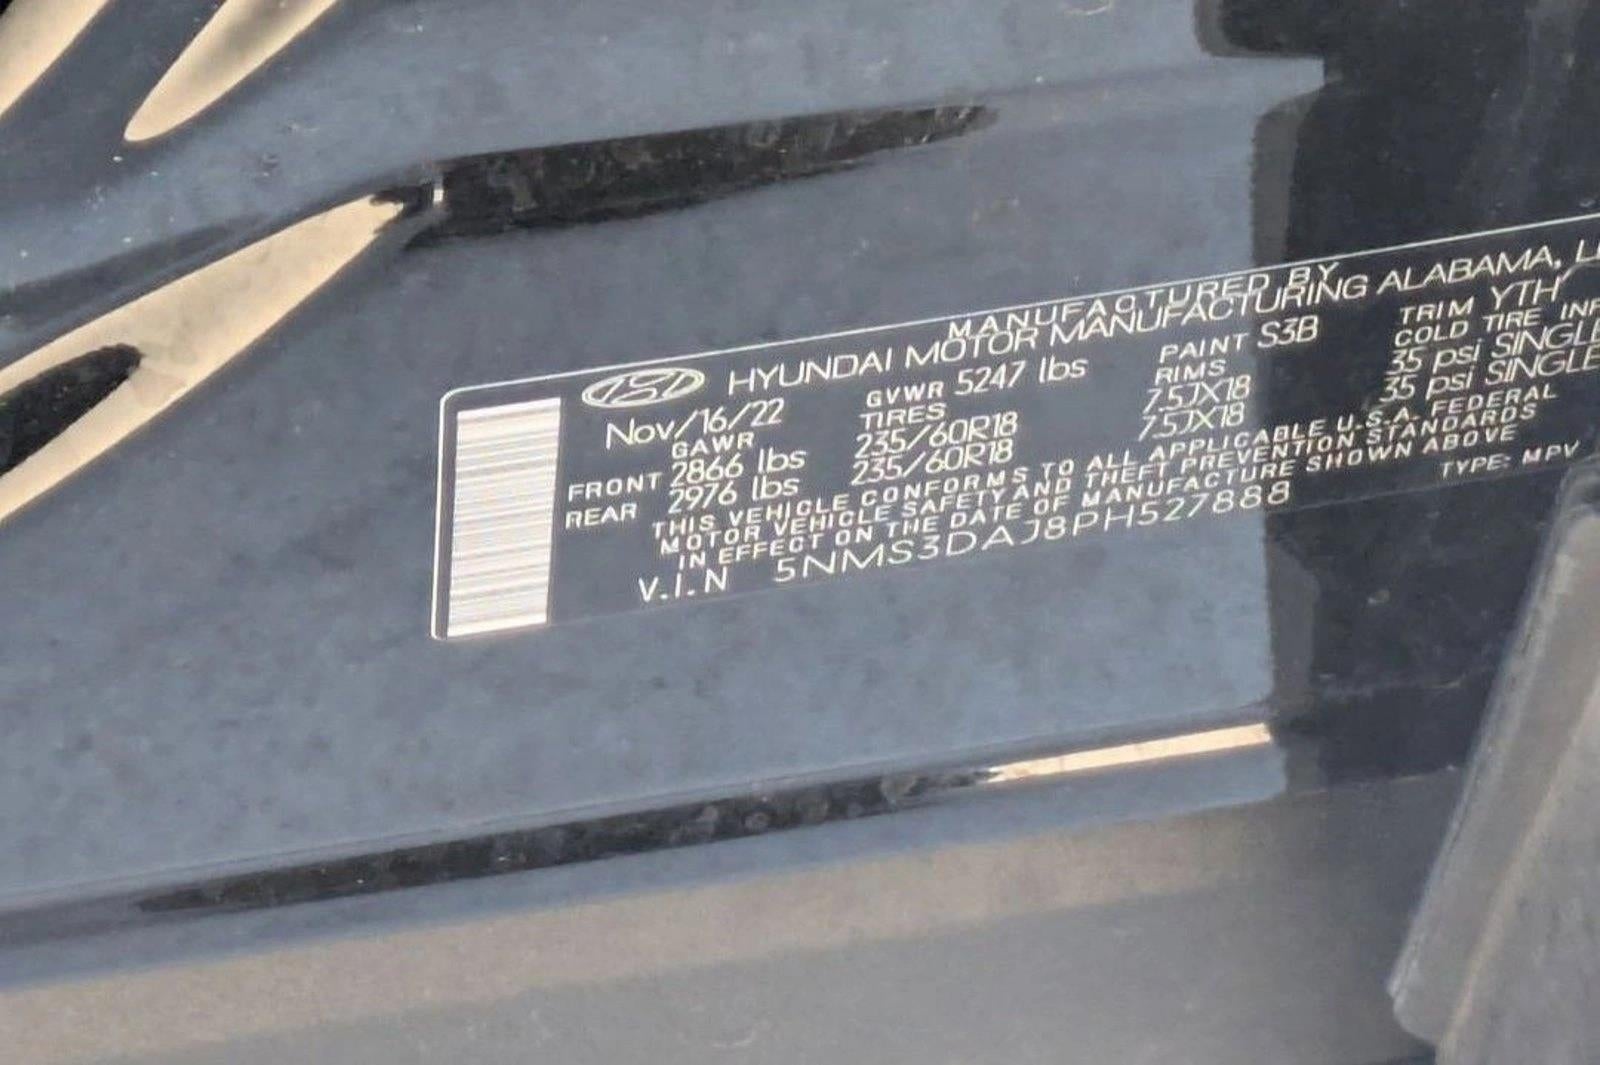 MANUFACTURED BY
HYUNDAI MOTOR MANUFACTURING ALABAMA,
Nov/16/22 GVWR 5247 lbs PAINT S3B TRIM YTH
GAWR TIRES RIMS COLD TIRE INF
FRONT 2866 lbs 235/60R18 7.5JX18 35 psi SINGLE
REAR 2976 lbs 235/60R18 7.5JX18 35 psi SINGLE
THIS VEHICLE CONFORMS TO ALL APPLICABLE U.S.A. FEDERAL
MOTOR VEHICLE SAFETY AND THEFT PREVENTION STANDARDS
IN EFFECT ON THE DATE OF MANUFACTURE SHOWN ABOVE
V.I.N 5NMS3DAJ8PH527888 TYPE: MPV